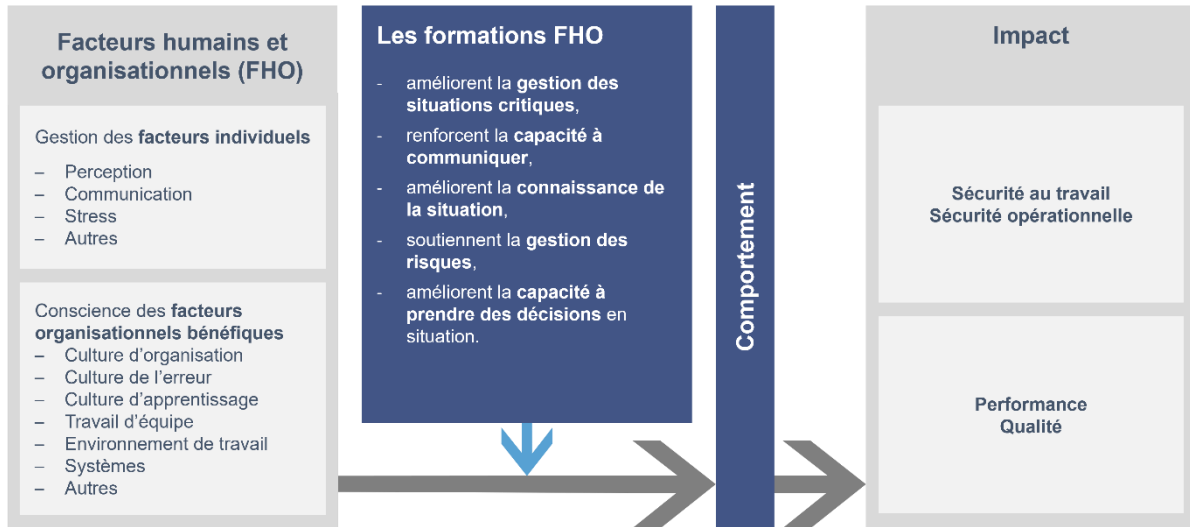 Facteurs humains et
organisationnels (FHO)
Gestion des facteurs individuels
– Perception
– Communication
– Stress
– Autres
Conscience des facteurs
organisationnels bénéfiques
– Culture d'organisation
– Culture de l'erreur
– Culture d'apprentissage
– Travail d'équipe
– Environnement de travail
– Systèmes
– Autres
Les formations FHO
- améliorent la gestion des
situations critiques,
- renforcent la capacité à
communiquer,
- améliorent la connaissance de
la situation,
- soutiennent la gestion des
risques,
- améliorent la capacité à
prendre des décisions en
situation.
Comportement
Impact
Sécurité au travail
Sécurité opérationnelle
Performance
Qualité